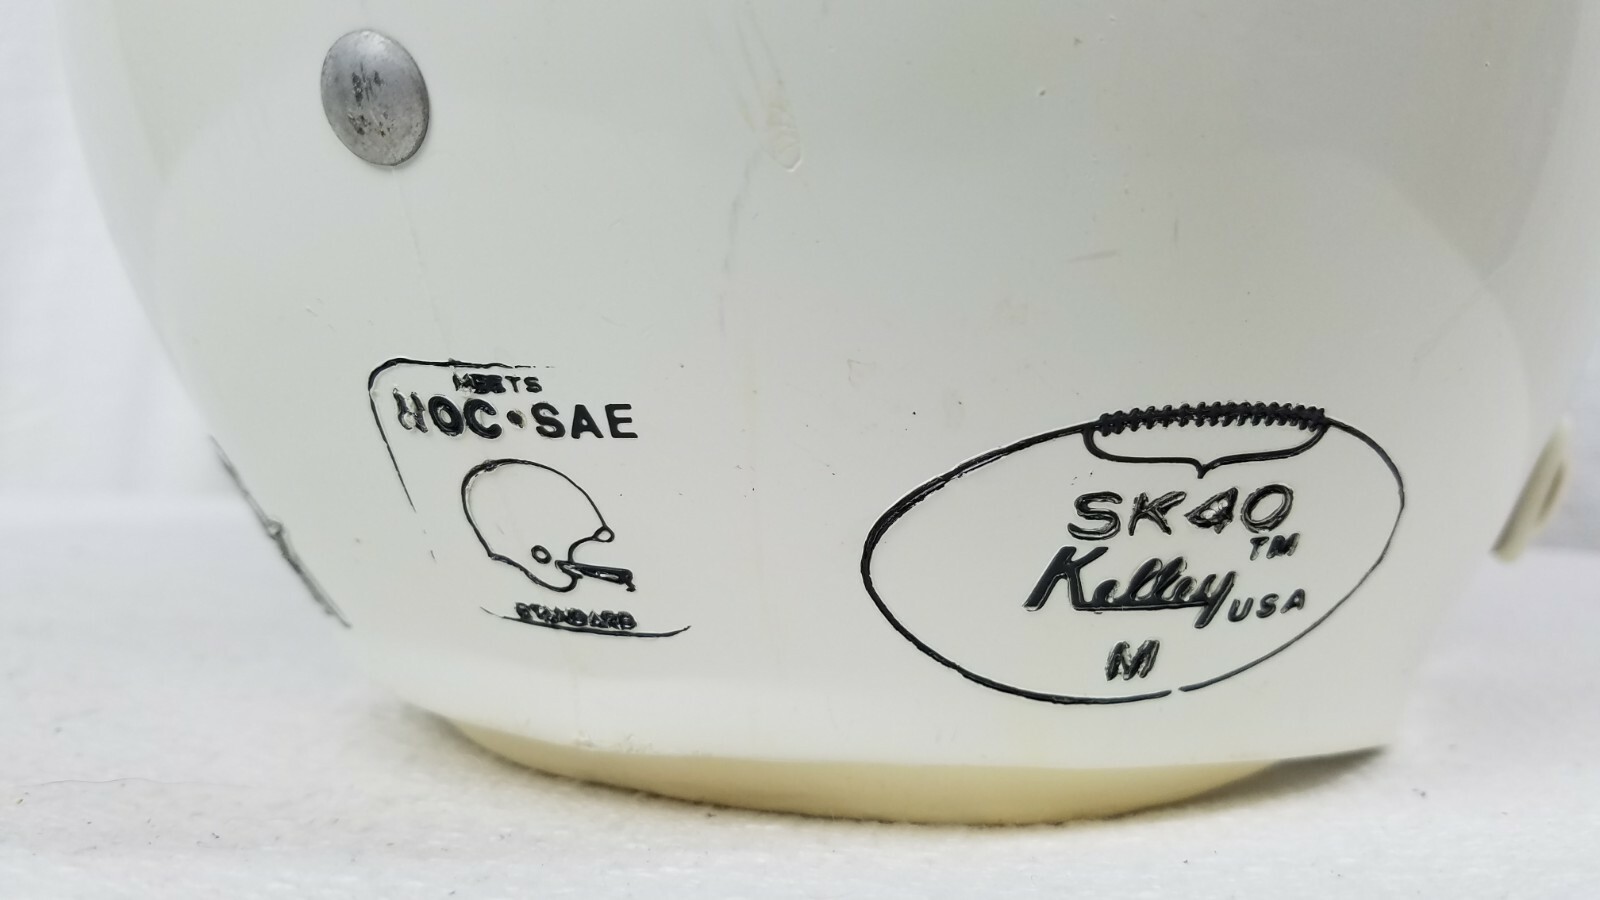 MEETS
NOC·SAE
STANDARD
SK40
TM
Kelley USA
M